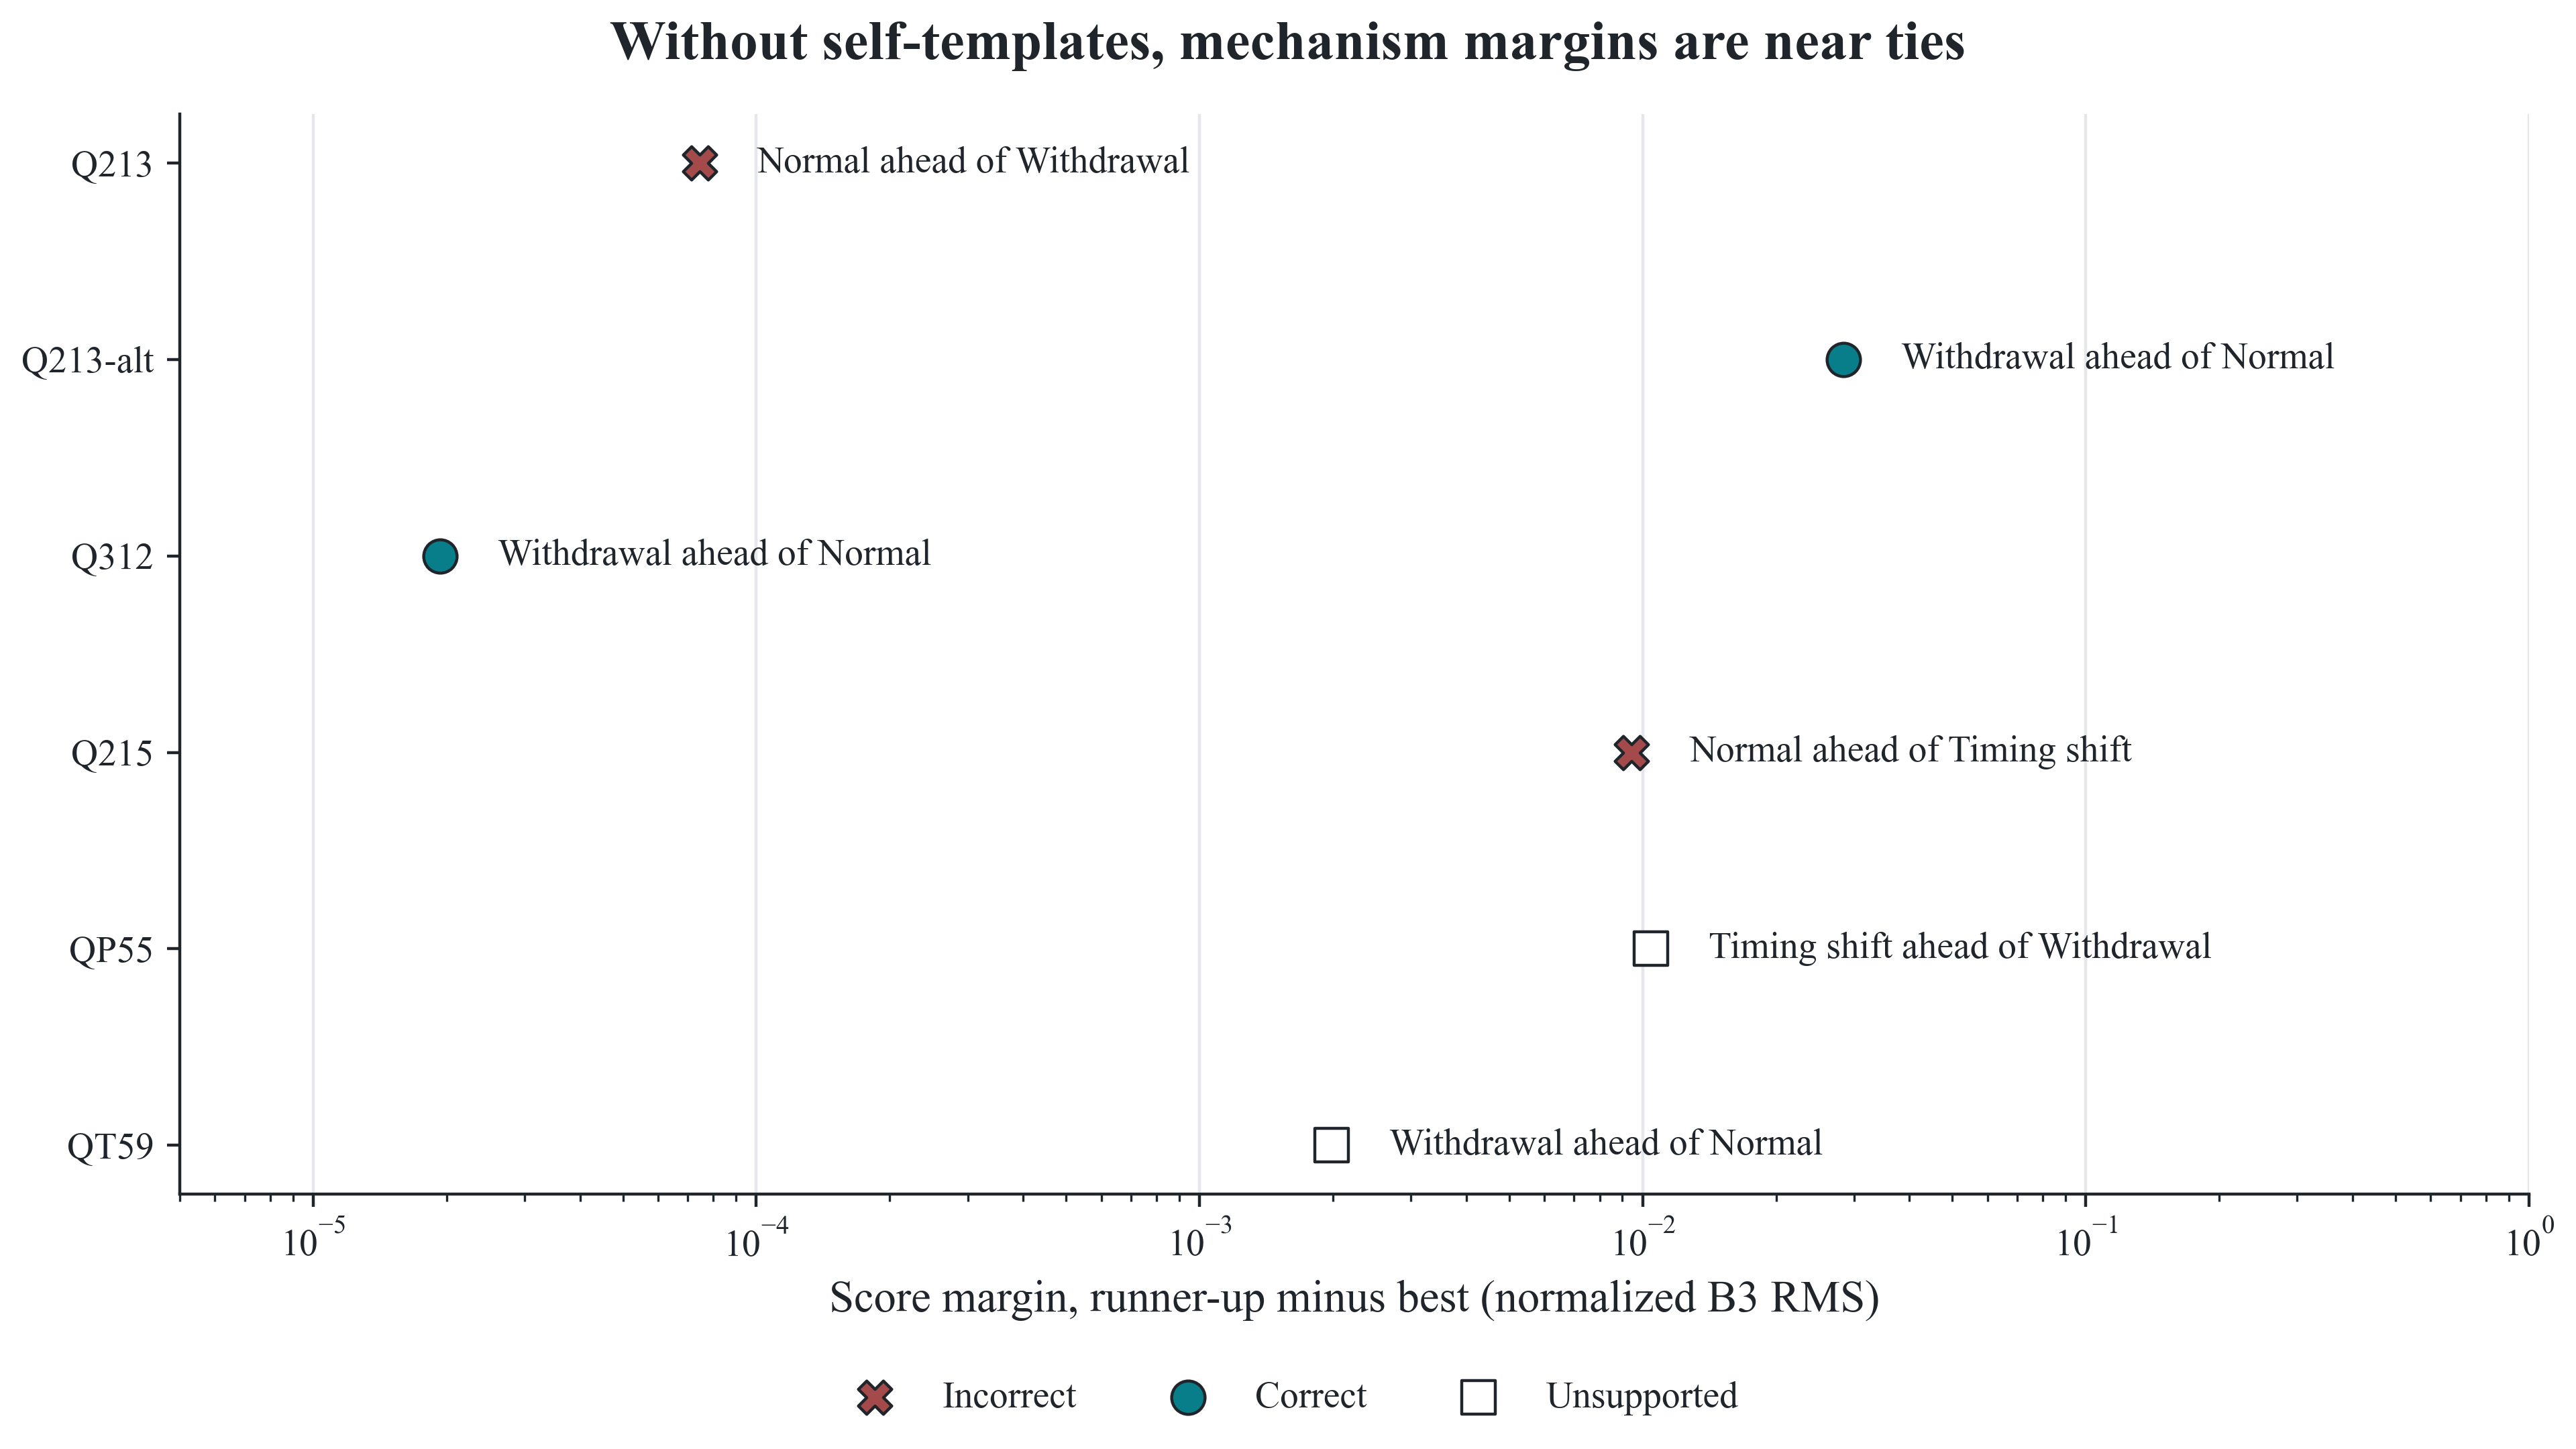 Without self-templates, mechanism margins are near ties
Q213
Normal ahead of Withdrawal
Q213-alt
Withdrawal ahead of Normal
Q312
Withdrawal ahead of Normal
Q215
Normal ahead of Timing shift
QP55
Timing shift ahead of Withdrawal
QT59
Withdrawal ahead of Normal
10⁻⁵ 10⁻⁴ 10⁻³ 10⁻² 10⁻¹ 10⁰
Score margin, runner-up minus best (normalized B3 RMS)
Incorrect Correct Unsupported